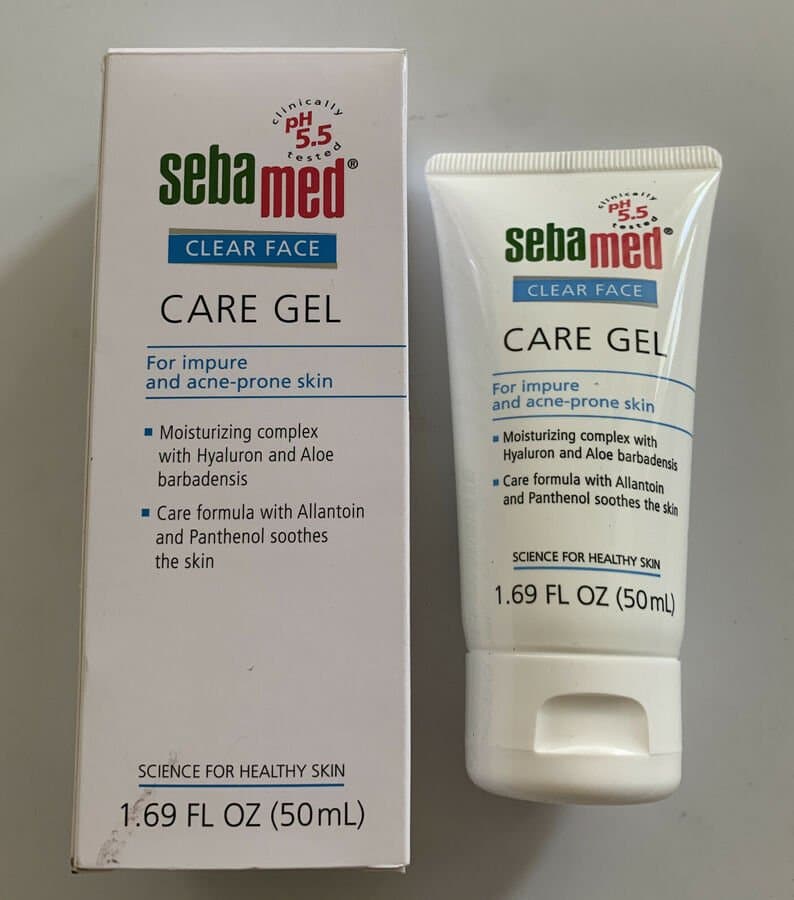 clinically
pH
5.5
tested
sebamed®
CLEAR FACE
CARE GEL
For impure
and acne-prone skin
Moisturizing complex
with Hyaluron and Aloe
barbadensis
Care formula with Allantoin
and Panthenol soothes
the skin
SCIENCE FOR HEALTHY SKIN
1.69 FL OZ (50mL)
clinically
pH
5.5
tested
sebamed®
CLEAR FACE
CARE GEL
For impure
and acne-prone skin
Moisturizing complex with
Hyaluron and Aloe barbadensis
Care formula with Allantoin
and Panthenol soothes the skin
SCIENCE FOR HEALTHY SKIN
1.69 FL OZ (50mL)